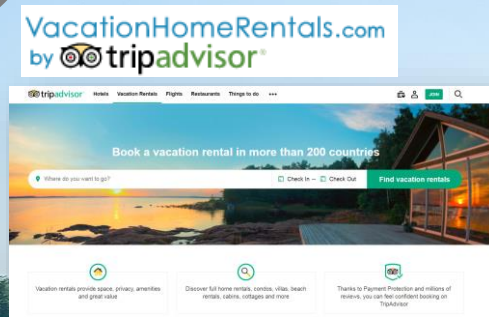 VacationHomeRentals.com
by tripadvisor®
tripadvisor Hotels Vacation Rentals Flights Restaurants Things to do ••• JOIN
Book a vacation rental in more than 200 countries
Where do you want to go? Check In – Check Out Find vacation rentals
Vacation rentals provide space, privacy, amenities
and great value
Discover full home rentals, condos, villas, beach
rentals, cabins, cottages and more
Thanks to Payment Protection and millions of
reviews, you can feel confident booking on
TripAdvisor